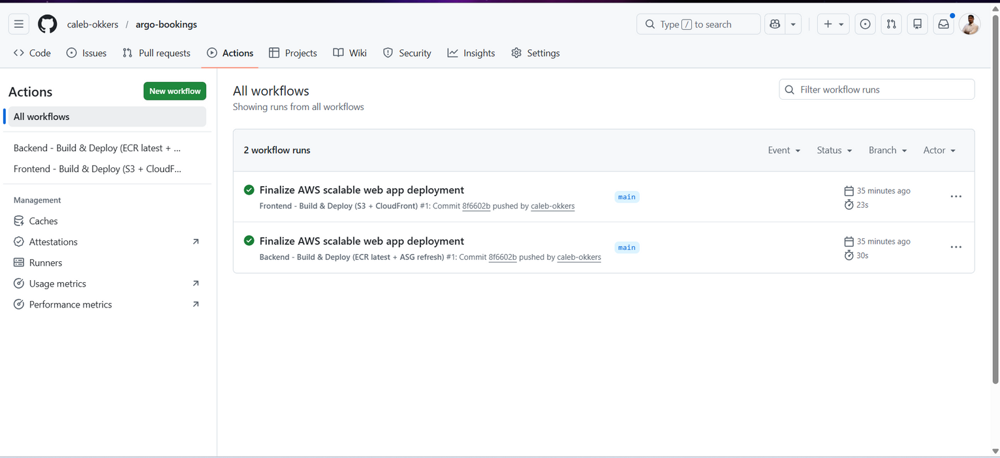 caleb-okkers / argo-bookings
Type / to search
Code Issues Pull requests Actions Projects Wiki Security Insights Settings
Actions
New workflow
All workflows
Backend - Build & Deploy (ECR latest + ...
Frontend - Build & Deploy (S3 + CloudF...
Management
Caches
Attestations
Runners
Usage metrics
Performance metrics
All workflows
Showing runs from all workflows
Filter workflow runs
2 workflow runs
Event Status Branch Actor
Finalize AWS scalable web app deployment
Frontend - Build & Deploy (S3 + CloudFront) #1: Commit 8f6602b pushed by caleb-okkers
main
35 minutes ago
23s
Finalize AWS scalable web app deployment
Backend - Build & Deploy (ECR latest + ASG refresh) #1: Commit 8f6602b pushed by caleb-okkers
main
35 minutes ago
30s